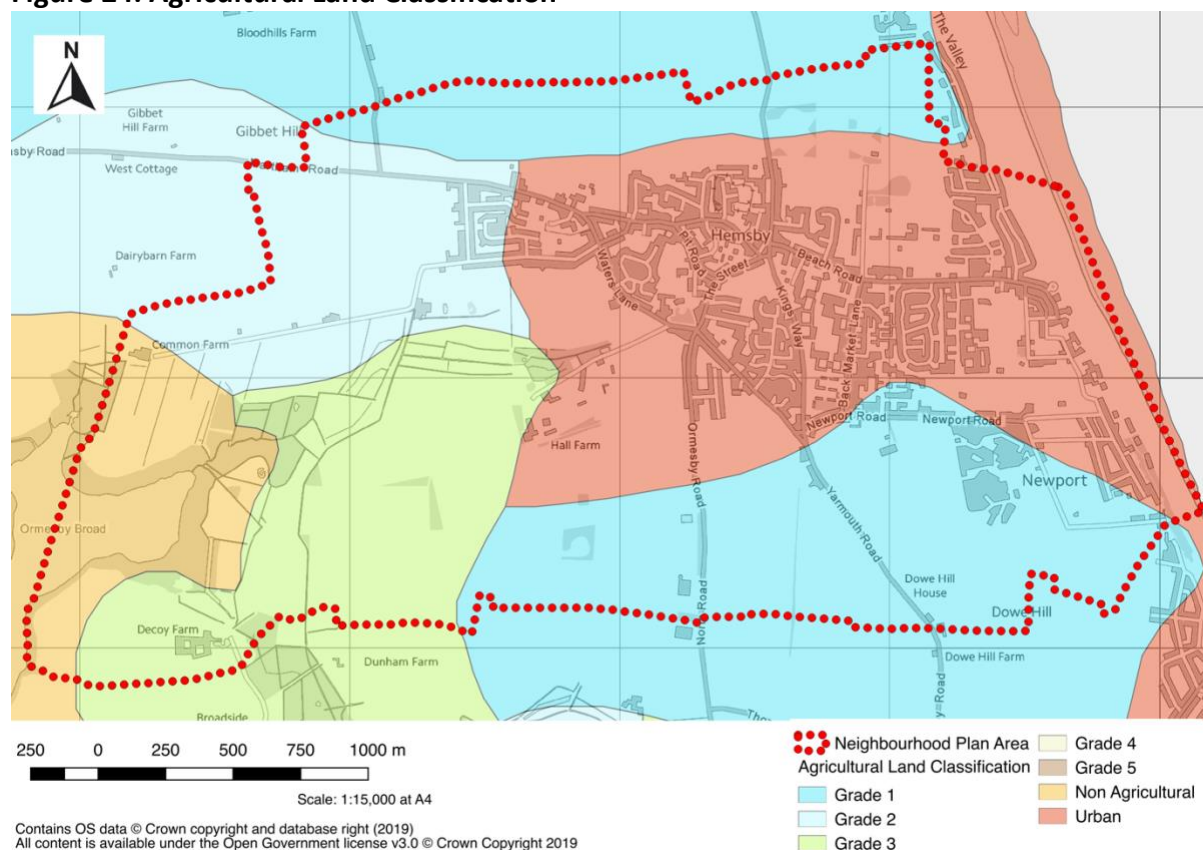 N
Bloodhills Farm
The Valley
Gibbet
Hill Farm
Gibbet Hill
sby Road
West Cottage
Road
Dairybarn Farm
Hemsby
Pit Road
The Street
Waters Lane
Beach Road
Kings Way
Back Market Lane
Common Farm
Newport Road
Newport Road
Hall Farm
Ormesby Road
Newport
Yarmouth Road
Ormesby Broad
Dowe Hill
House
Dowe Hill
Decoy Farm
North Road
Dunham Farm
Dowe Hill Farm
Broadside
250 0 250 500 750 1000 m
Scale: 1:15,000 at A4
Neighbourhood Plan Area
Agricultural Land Classification
Grade 1
Grade 2
Grade 3
Grade 4
Grade 5
Non Agricultural
Urban
Contains OS data © Crown copyright and database right (2019)
All content is available under the Open Government license v3.0 © Crown Copyright 2019